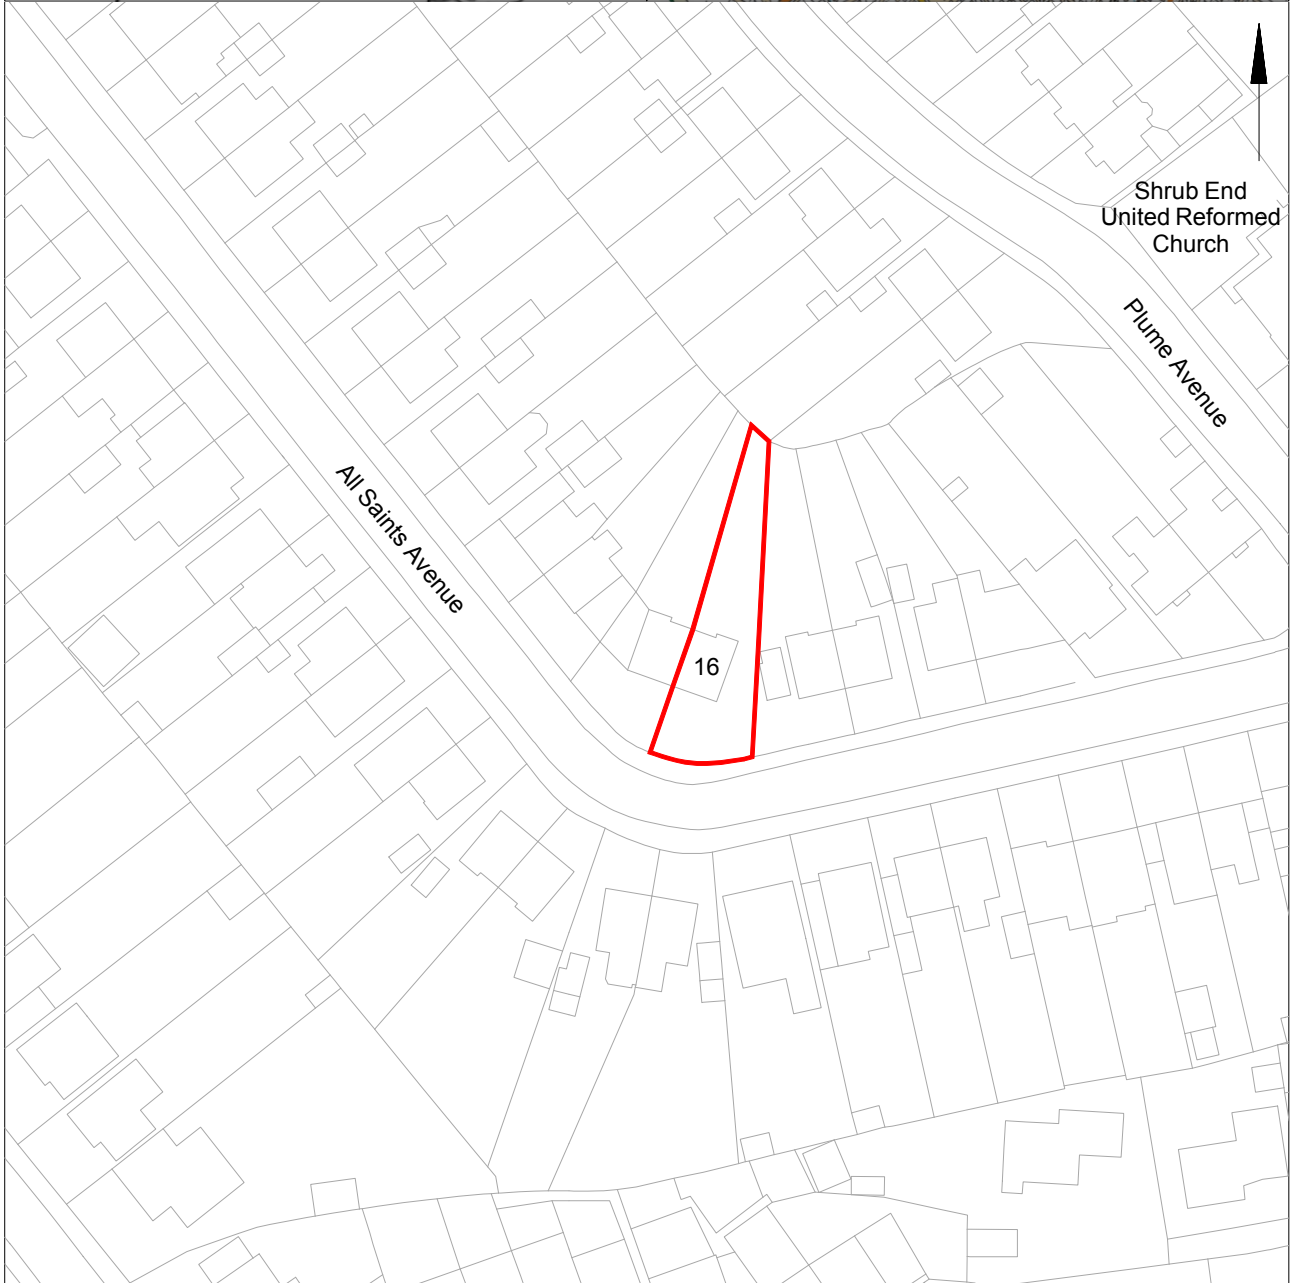 Shrub End
United Reformed
Church
Plume Avenue
All Saints Avenue
16